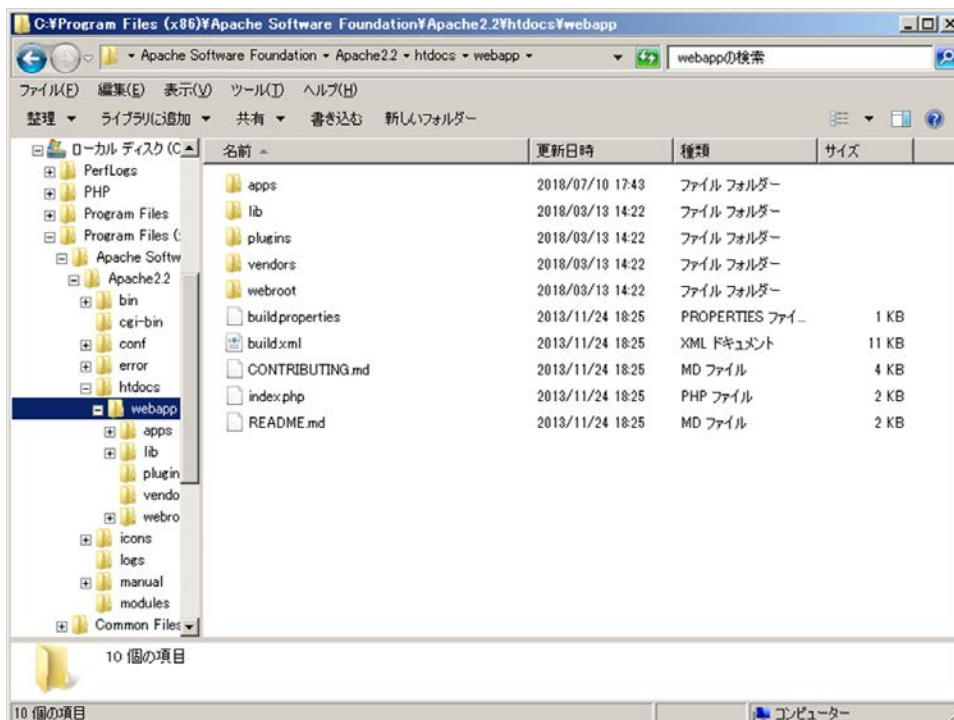 C:¥Program Files (x86)¥Apache Software Foundation¥Apache2.2¥htdocs¥webapp
Apache Software Foundation Apache2.2 htdocs webapp
webappの検索
ファイル(F) 編集(E) 表示(V) ツール(T) ヘルプ(H)
整理 ライブラリに追加 共有 書き込む 新しいフォルダー
ローカル ディスク (C
PerfLogs
PHP
Program Files
Program Files (
Apache Softw
Apache2.2
bin
cgi-bin
conf
error
htdocs
webapp
apps
lib
plugin
vendo
webro
icons
logs
manual
modules
Common Files
名前 更新日時 種類 サイズ
apps 2018/07/10 17:43 ファイル フォルダー
lib 2018/03/13 14:22 ファイル フォルダー
plugins 2018/03/13 14:22 ファイル フォルダー
vendors 2018/03/13 14:22 ファイル フォルダー
webroot 2018/03/13 14:22 ファイル フォルダー
build.properties 2013/11/24 18:25 PROPERTIES ファイ... 1 KB
build.xml 2013/11/24 18:25 XML ドキュメント 11 KB
CONTRIBUTING.md 2013/11/24 18:25 MD ファイル 4 KB
index.php 2013/11/24 18:25 PHP ファイル 2 KB
README.md 2013/11/24 18:25 MD ファイル 2 KB
10 個の項目
10 個の項目 コンピューター